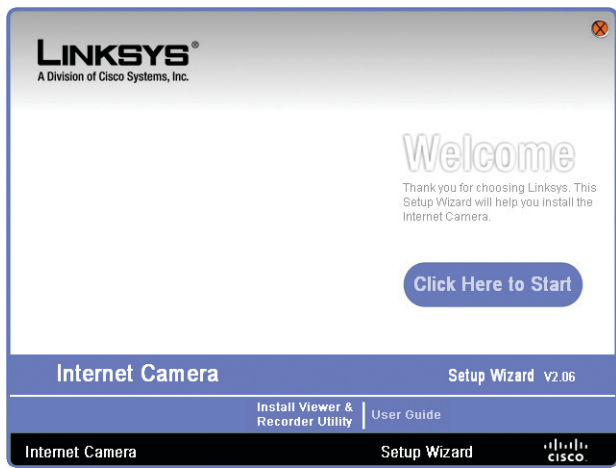 LINKSYS®
A Division of Cisco Systems, Inc.
Welcome
Thank you for choosing Linksys. This
Setup Wizard will help you install the
Internet Camera.
Click Here to Start
Internet Camera
Setup Wizard V2.06
Install Viewer &
Recorder Utility
User Guide
Internet Camera
Setup Wizard
CISCO.